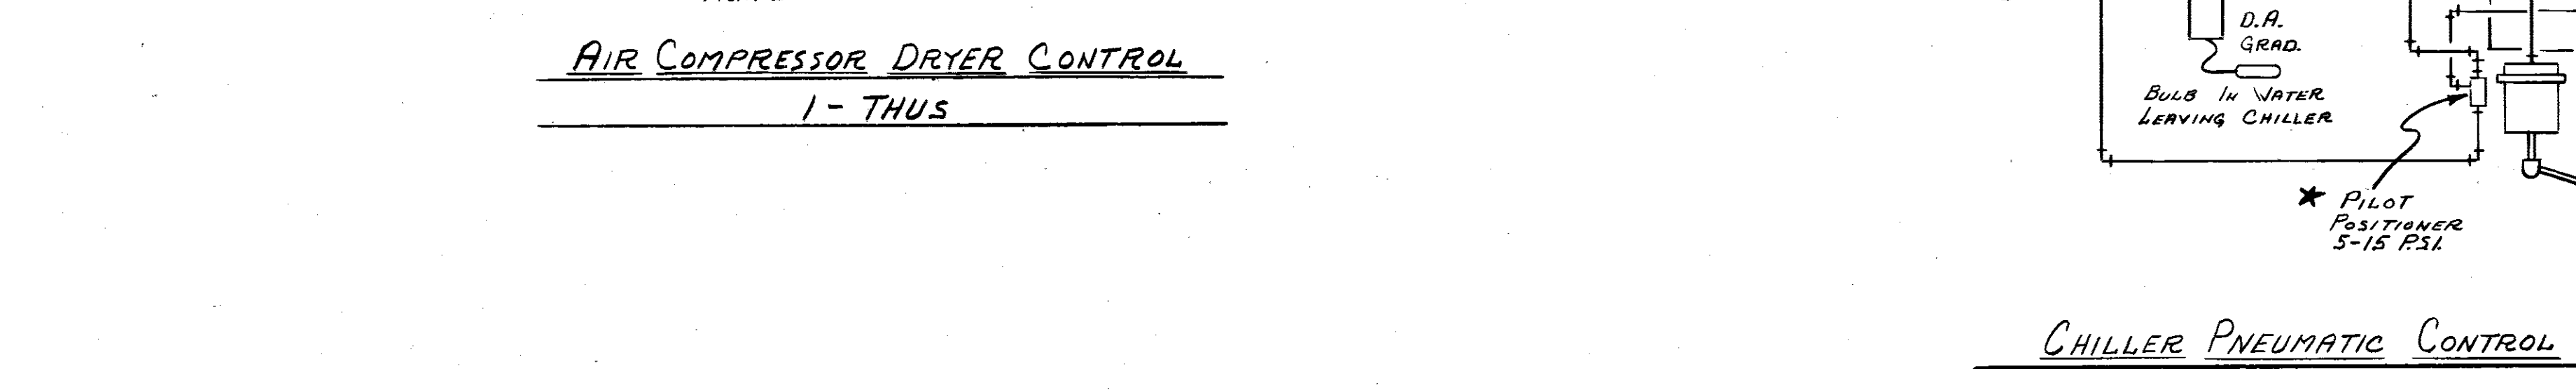 AIR COMPRESSOR DRYER CONTROL
1 - THUS
D.A.
GRAD.
BULB IN WATER
LEAVING CHILLER
★ PILOT
POSITIONER
5-15 P.S.I.
CHILLER PNEUMATIC CONTROL